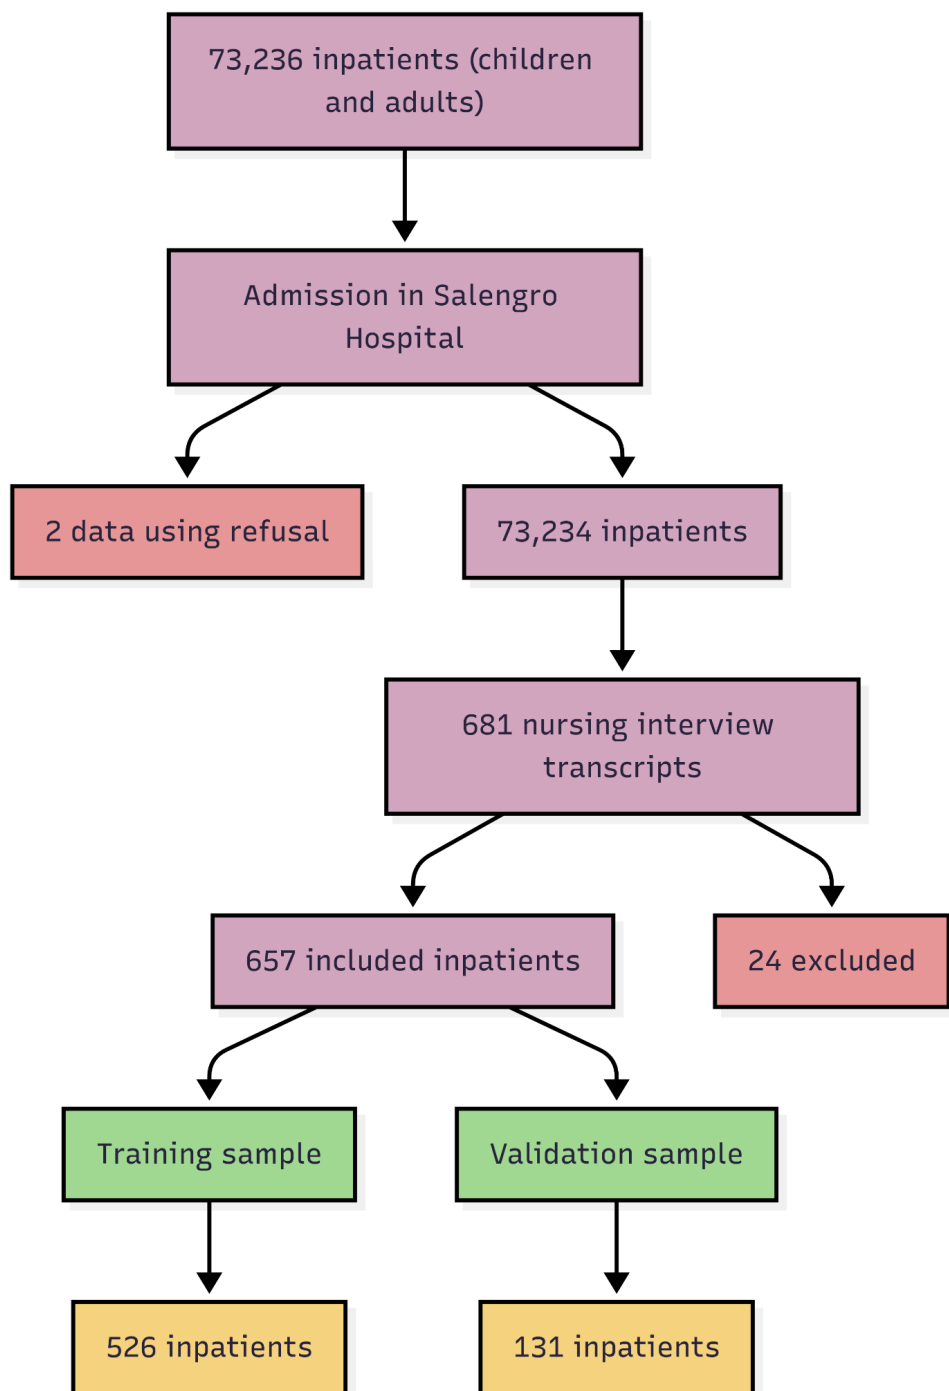 73,236 inpatients (children
and adults)
Admission in Salengro
Hospital
2 data using refusal
73,234 inpatients
681 nursing interview
transcripts
657 included inpatients
24 excluded
Training sample
Validation sample
526 inpatients
131 inpatients